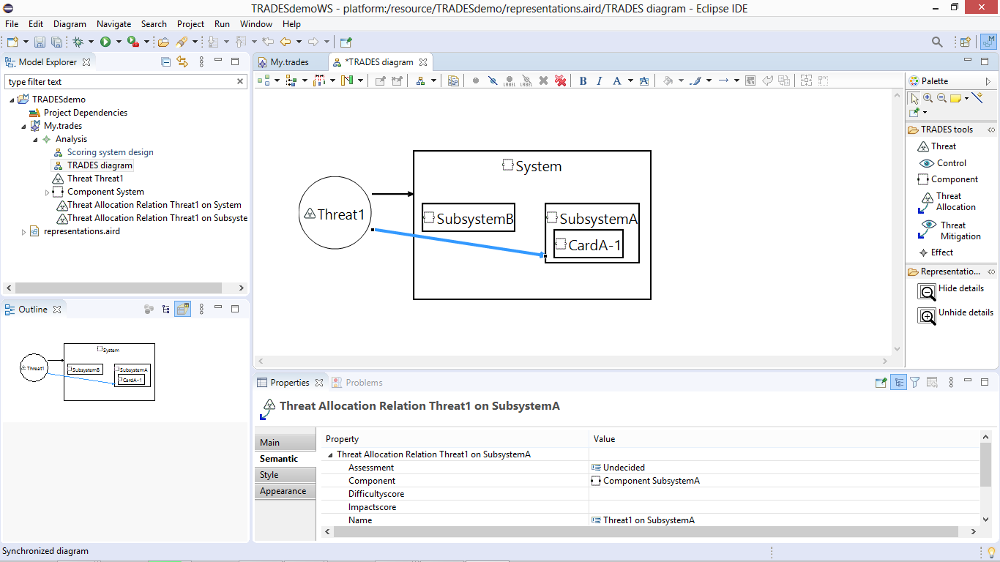 TRADESdemoWS - platform:/resource/TRADESdemo/representations.aird/TRADES diagram - Eclipse IDE
File Edit Diagram Navigate Search Project Run Window Help
Model Explorer
type filter text
TRADESdemo
Project Dependencies
My.trades
Analysis
Scoring system design
TRADES diagram
Threat Threat1
Component System
Threat Allocation Relation Threat1 on System
Threat Allocation Relation Threat1 on Subsyste
representations.aird
Outline
Threat1
System
SubsystemB
SubsystemA
CardA-1
My.trades
*TRADES diagram
LABEL LABEL
B I A A
System
Threat1
SubsystemB
SubsystemA
CardA-1
Palette
TRADES tools
Threat
Control
Component
Threat
Allocation
Threat
Mitigation
Effect
Representatio...
Hide details
Unhide details
Properties
Problems
Threat Allocation Relation Threat1 on SubsystemA
Main
Semantic
Style
Appearance
Property Value
Threat Allocation Relation Threat1 on SubsystemA
Assessment Undecided
Component Component SubsystemA
Difficultyscore
Impactscore
Name Threat1 on SubsystemA
Synchronized diagram